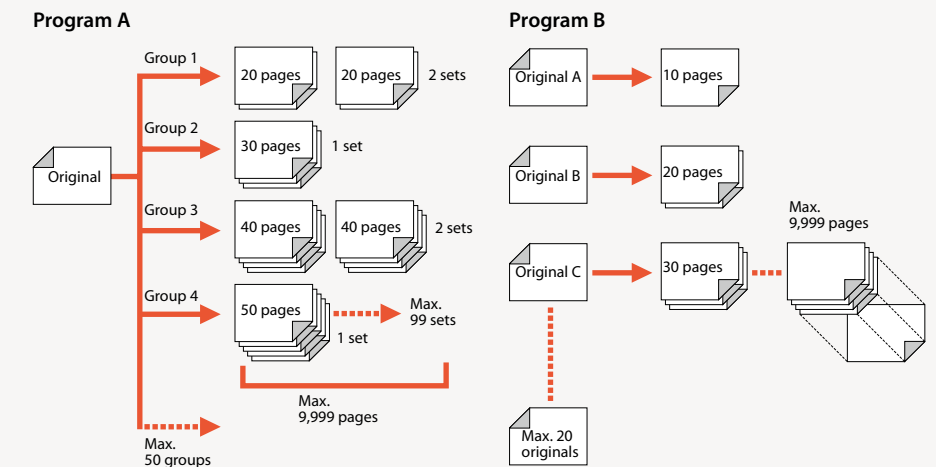 Program A
Group 1
20 pages
20 pages
2 sets
Group 2
30 pages
1 set
Original
Group 3
40 pages
40 pages
2 sets
Group 4
50 pages
1 set
Max.
99 sets
Max.
9,999 pages
Max.
50 groups
Program B
Original A
10 pages
Original B
20 pages
Original C
30 pages
Max.
9,999 pages
Max. 20
originals